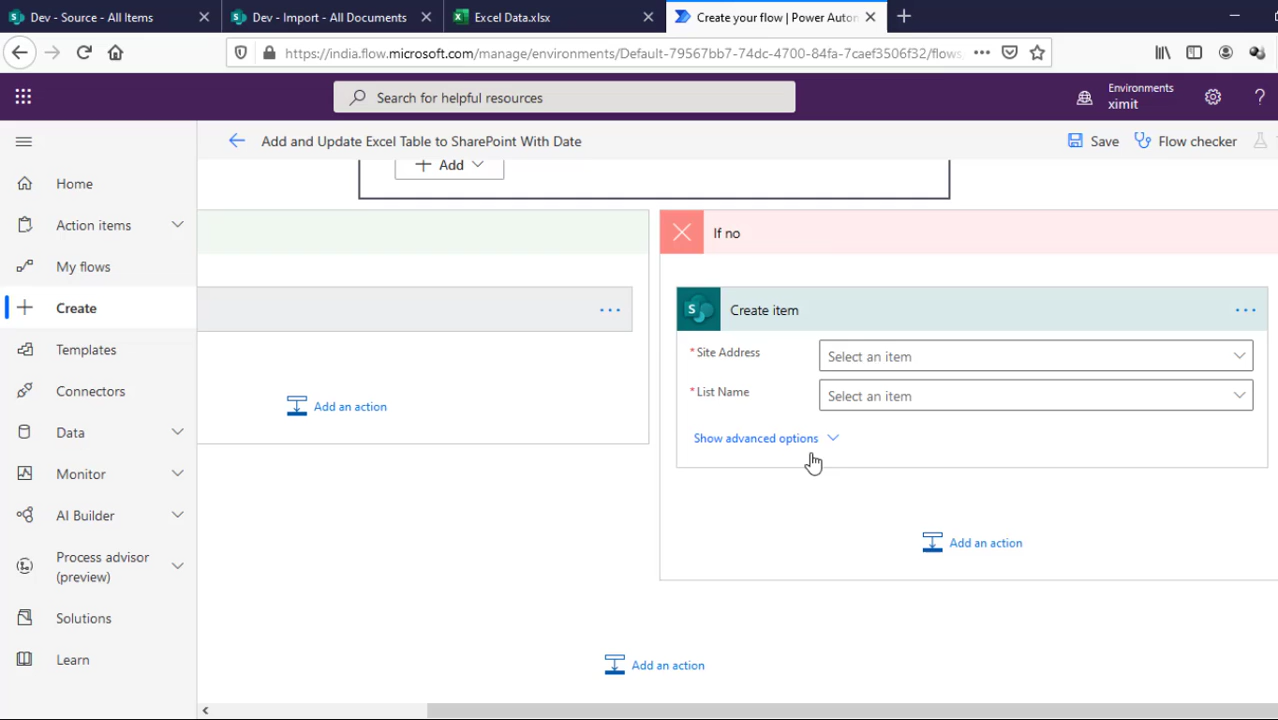 Dev - Source - All Items
Dev - Import - All Documents
Excel Data.xlsx
Create your flow | Power Auton
https://india.flow.microsoft.com/manage/environments/Default-79567bb7-74dc-4700-84fa-7caef3506f32/flows
Search for helpful resources
Environments
ximit
Add and Update Excel Table to SharePoint With Date
Save
Flow checker
Home
Action items
My flows
Create
Templates
Connectors
Data
Monitor
AI Builder
Process advisor
(preview)
Solutions
Learn
Add
If no
Create item
* Site Address
Select an item
* List Name
Select an item
Show advanced options
Add an action
Add an action
Add an action